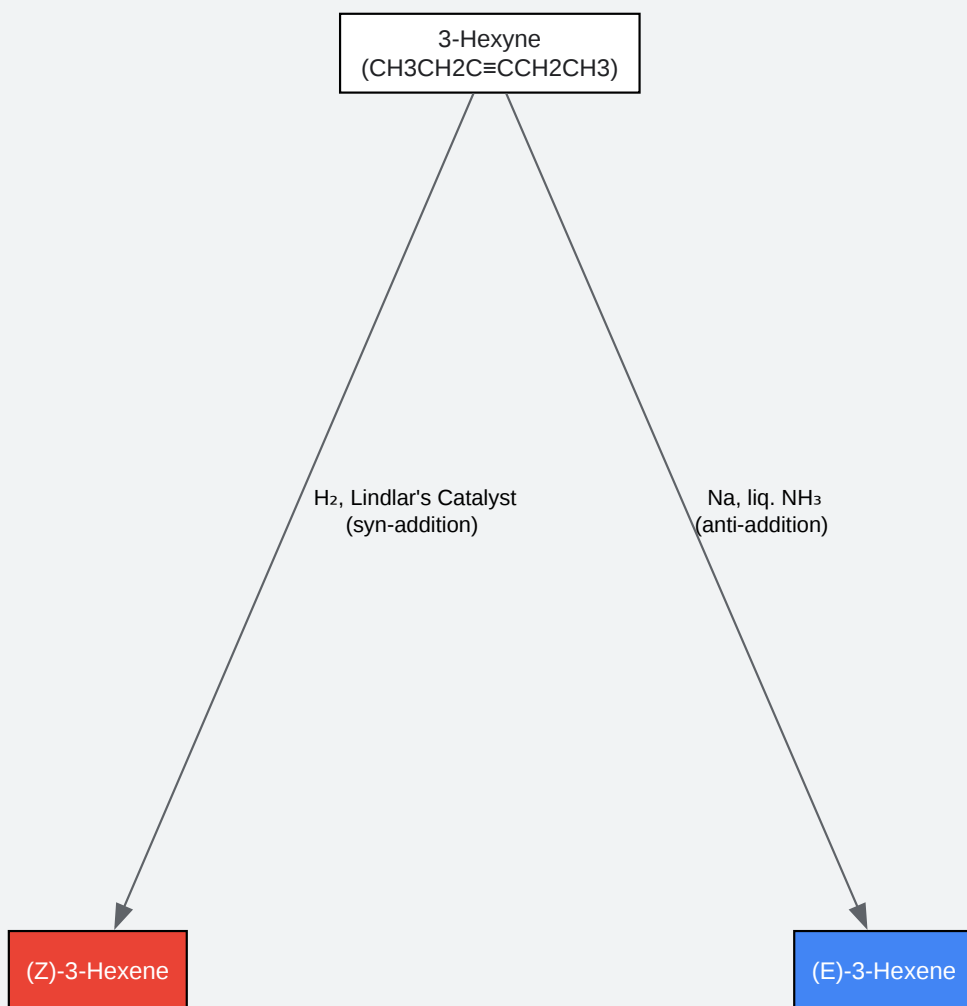 3-Hexyne
(CH3CH2C≡CCH2CH3)
H₂, Lindlar's Catalyst
(syn-addition)
Na, liq. NH₃
(anti-addition)
(Z)-3-Hexene
(E)-3-Hexene